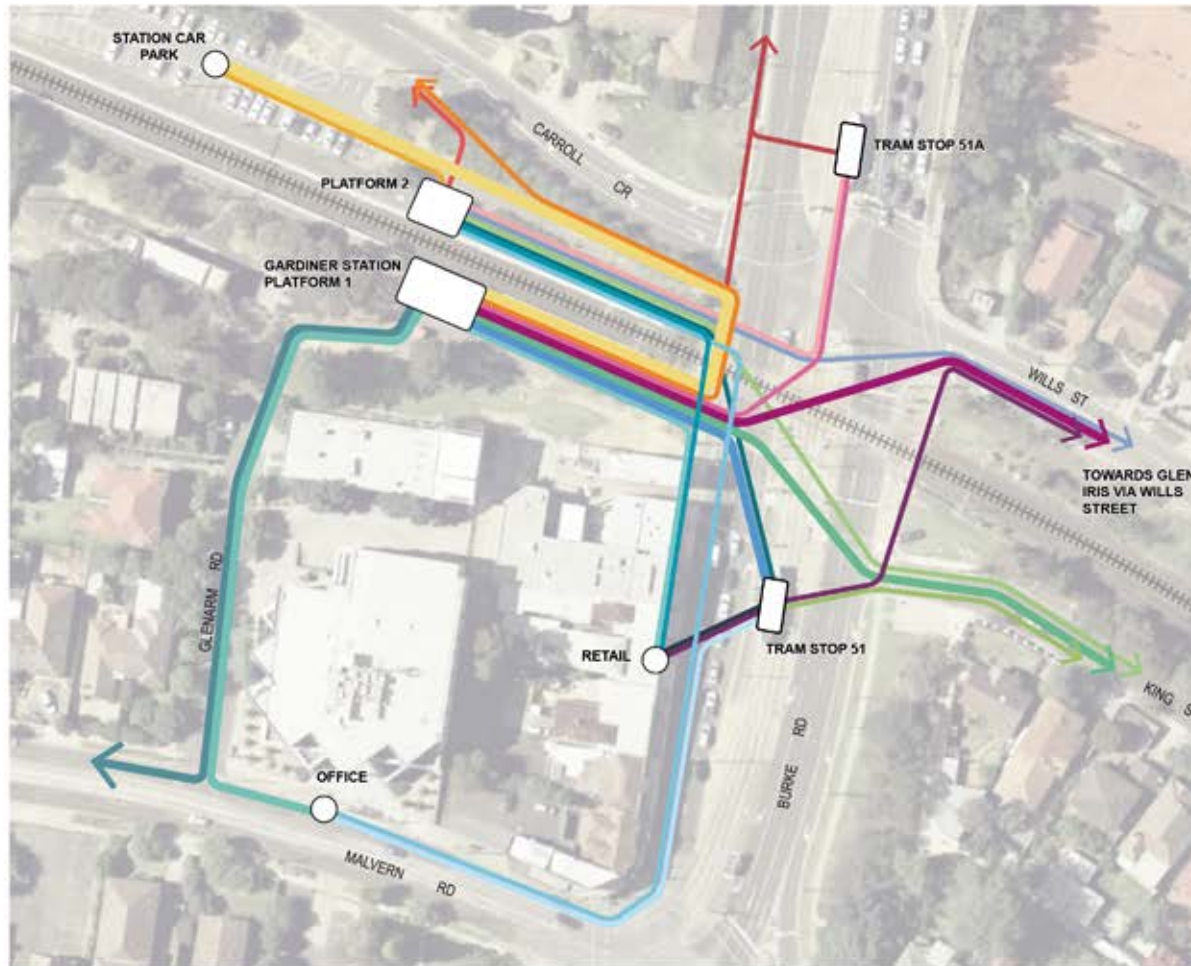 STATION CAR
PARK
CARROLL CR
TRAM STOP 51A
PLATFORM 2
GARDINER STATION
PLATFORM 1
WILLS ST
TOWARDS GLEN
IRIS VIA WILLS
STREET
GLENARM RD
RETAIL
TRAM STOP 51
KING S
BURKE RD
OFFICE
MALVERN RD